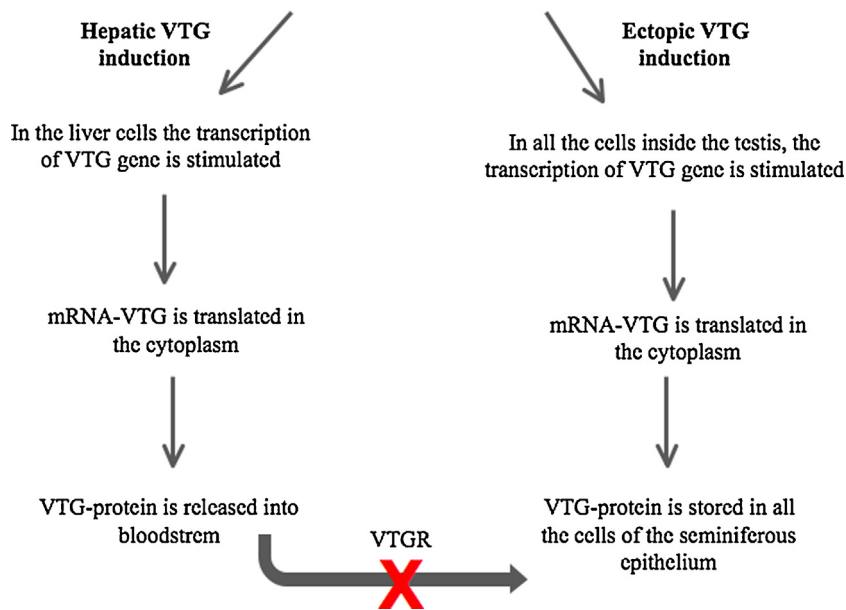 Hepatic VTG
induction
In the liver cells the transcription
of VTG gene is stimulated
mRNA-VTG is translated in
the cytoplasm
VTG-protein is released into
bloodstrem
VTGR
Ectopic VTG
induction
In all the cells inside the testis, the
transcription of VTG gene is stimulated
mRNA-VTG is translated in
the cytoplasm
VTG-protein is stored in all
the cells of the seminiferous
epithelium